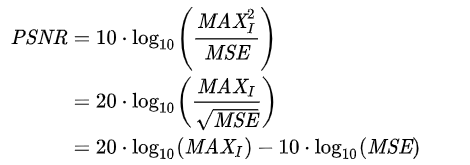 PSNR = 10 · log₁₀ (MAX_I² / MSE)
= 20 · log₁₀ (MAX_I / √MSE)
= 20 · log₁₀ (MAX_I) − 10 · log₁₀ (MSE)